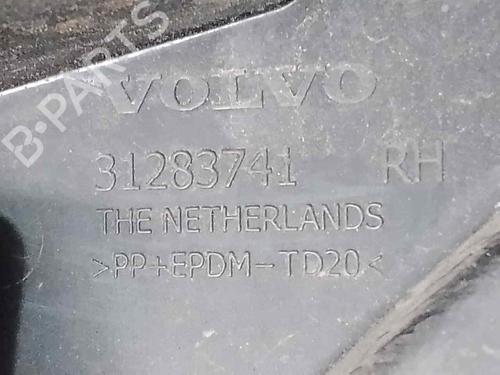 VOLVO
31283741 RH
THE NETHERLANDS
>PP+EPDM-TD20<
B-PARTS